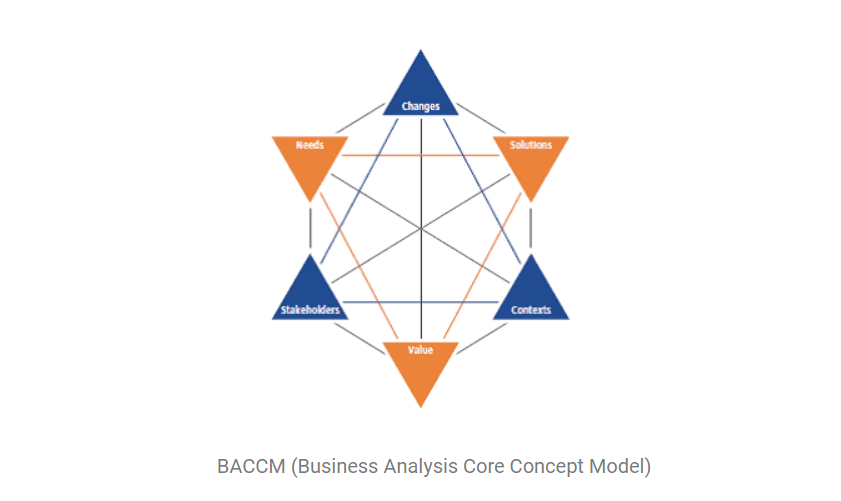 Changes
Needs
Solutions
Stakeholders
Contexts
Value
BACCM (Business Analysis Core Concept Model)